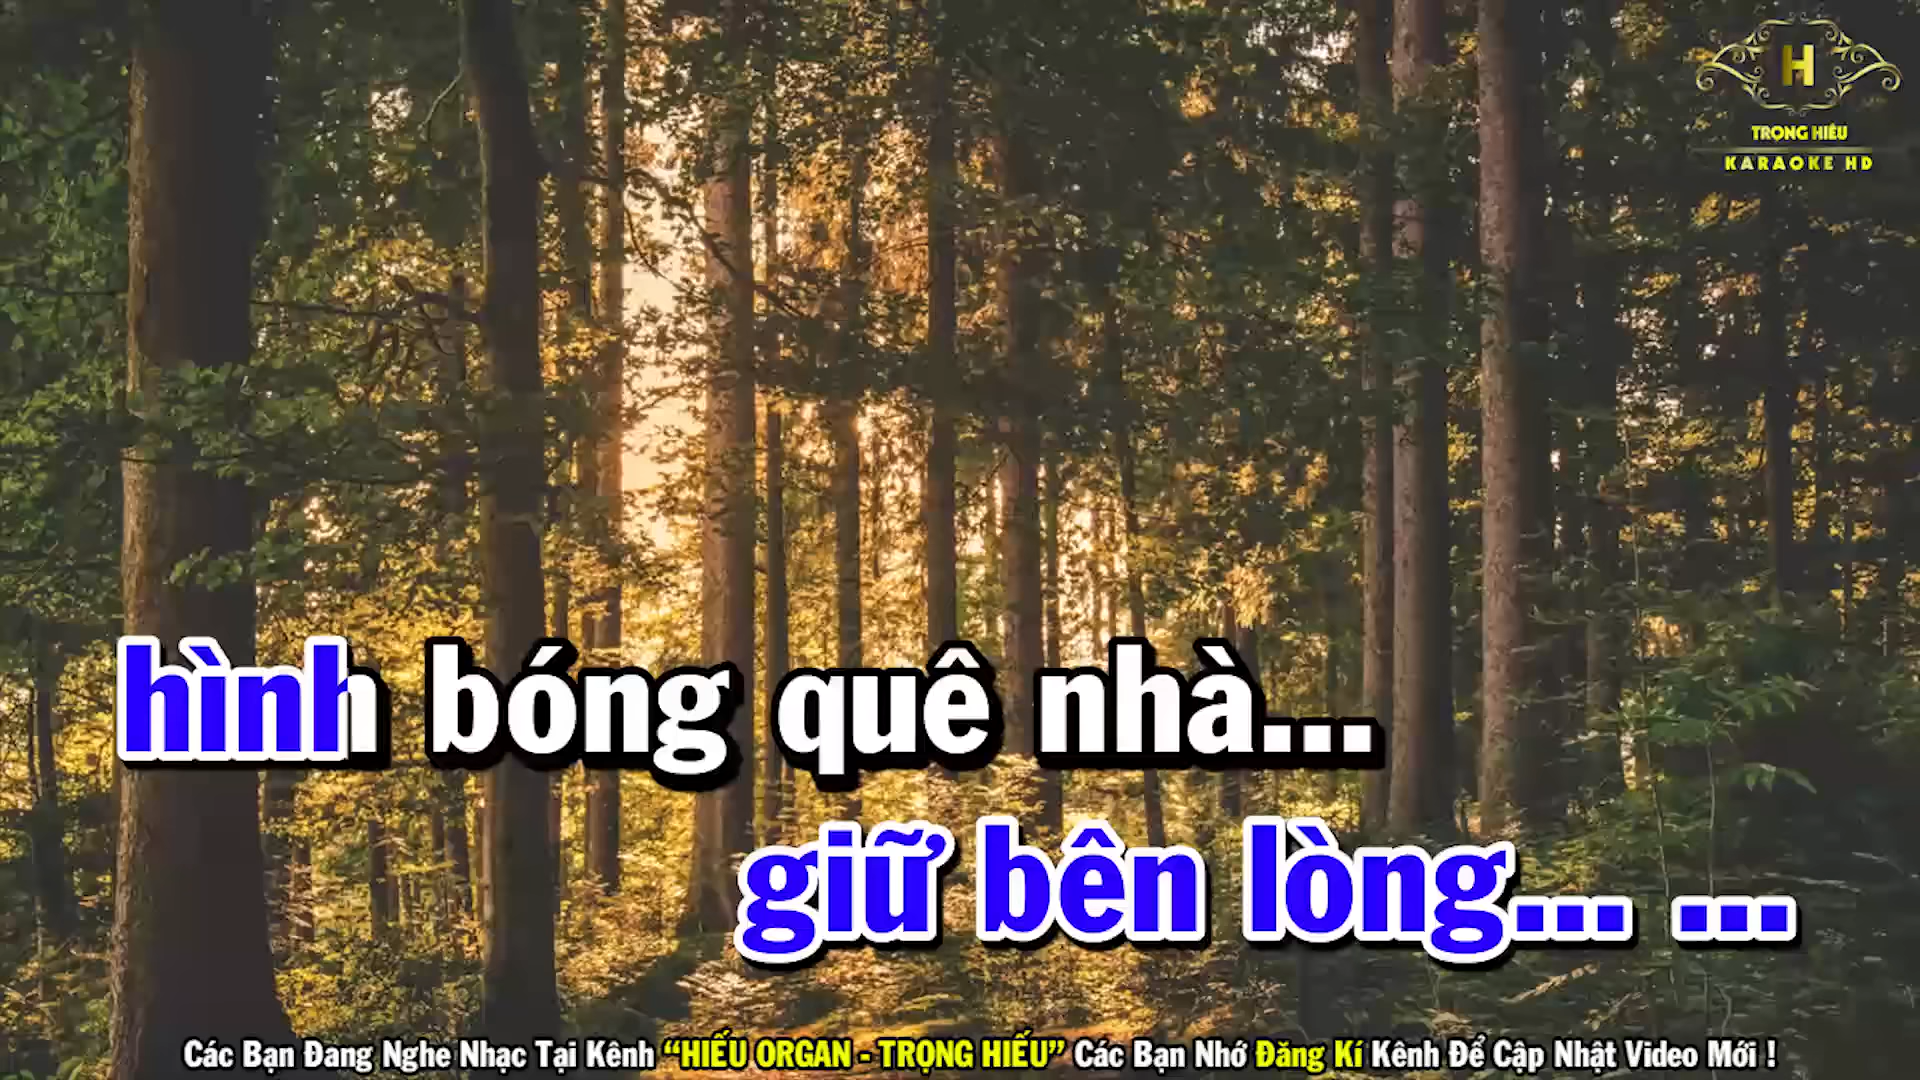 H
TRỌNG HIẾU
KARAOKE HD
hình bóng quê nhà...
giữ bên lòng... ...
Các Bạn Đang Nghe Nhạc Tại Kênh “HIẾU ORGAN - TRỌNG HIẾU” Các Bạn Nhớ Đăng Kí Kênh Để Cập Nhật Video Mới !